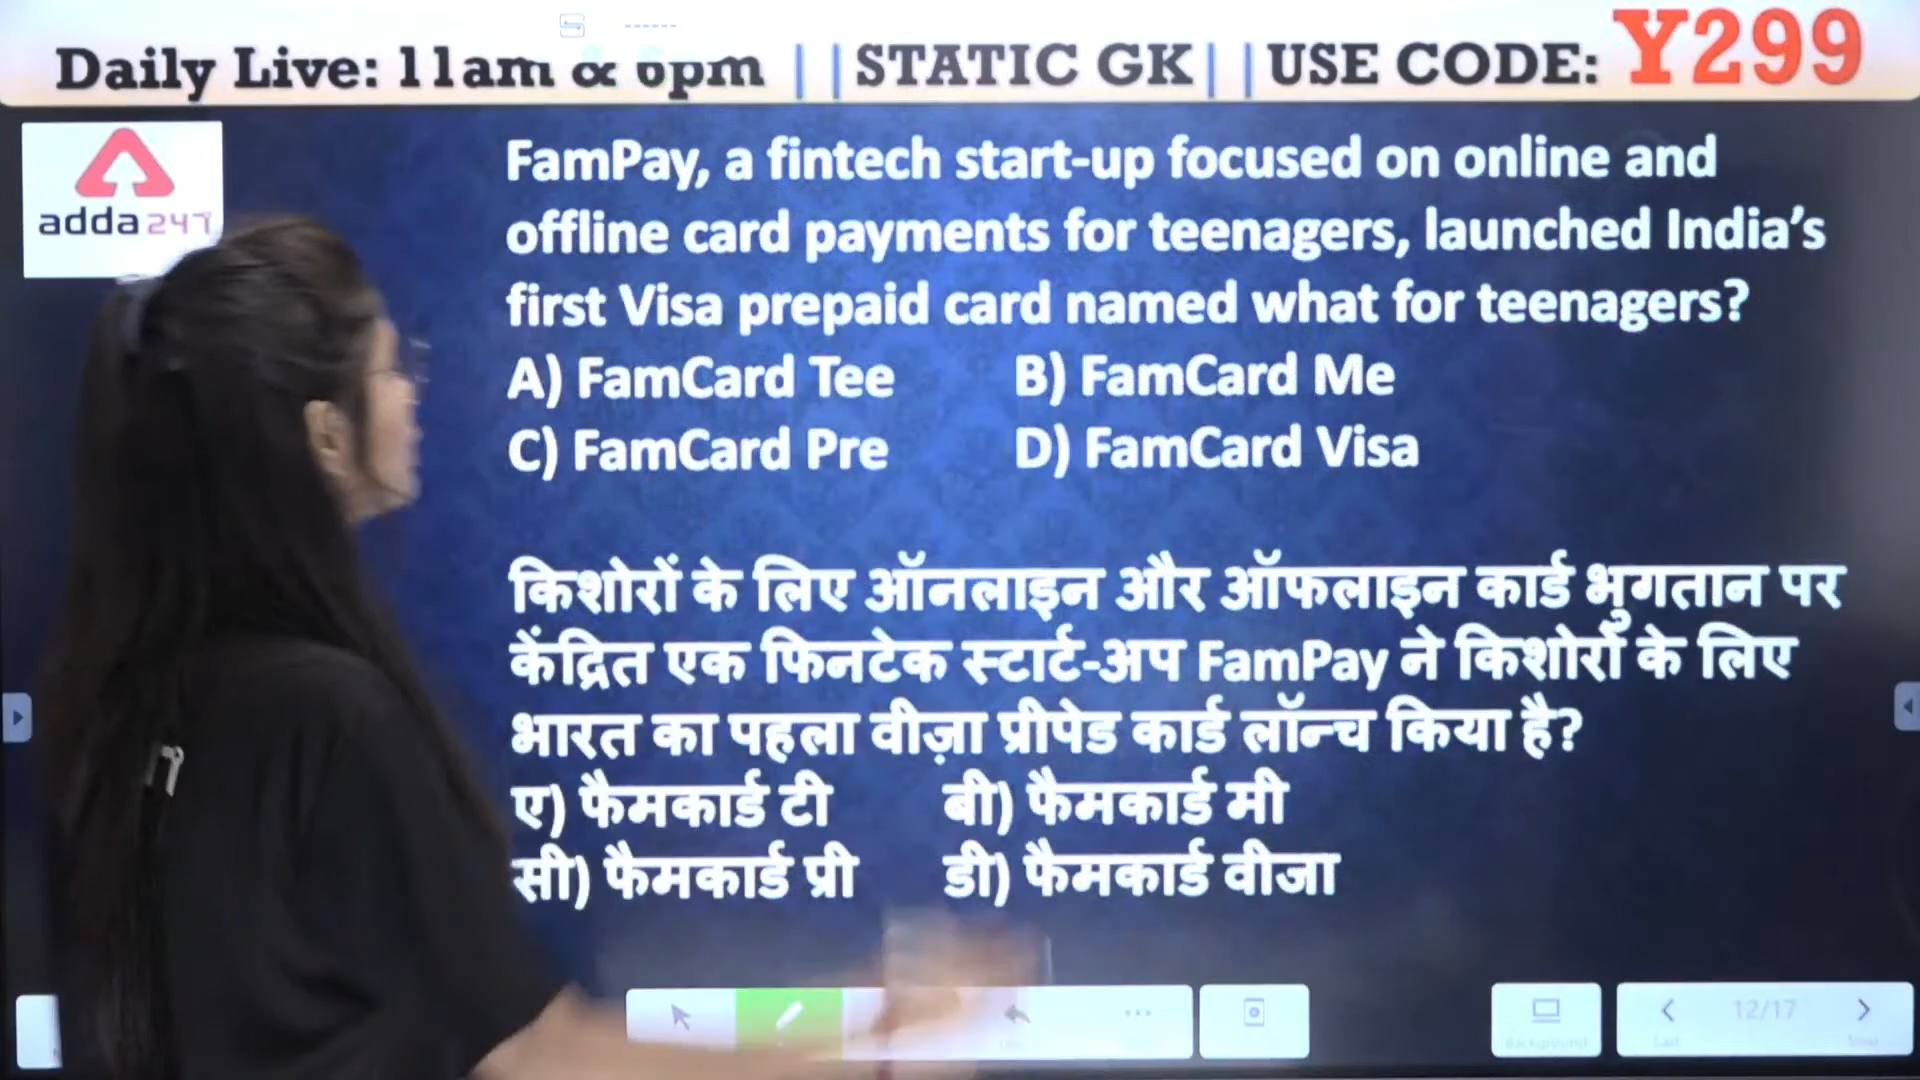 Daily Live: 11am & 6pm ||STATIC GK||USE CODE: Y299
adda247
FamPay, a fintech start-up focused on online and
offline card payments for teenagers, launched India’s
first Visa prepaid card named what for teenagers?
A) FamCard Tee B) FamCard Me
C) FamCard Pre D) FamCard Visa
किशोरों के लिए ऑनलाइन और ऑफलाइन कार्ड भुगतान पर
केंद्रित एक फिनटेक स्टार्ट-अप FamPay ने किशोरों के लिए
भारत का पहला वीज़ा प्रीपेड कार्ड लॉन्च किया है?
ए) फैमकार्ड टी बी) फैमकार्ड मी
सी) फैमकार्ड प्री डी) फैमकार्ड वीजा
12/17
Background